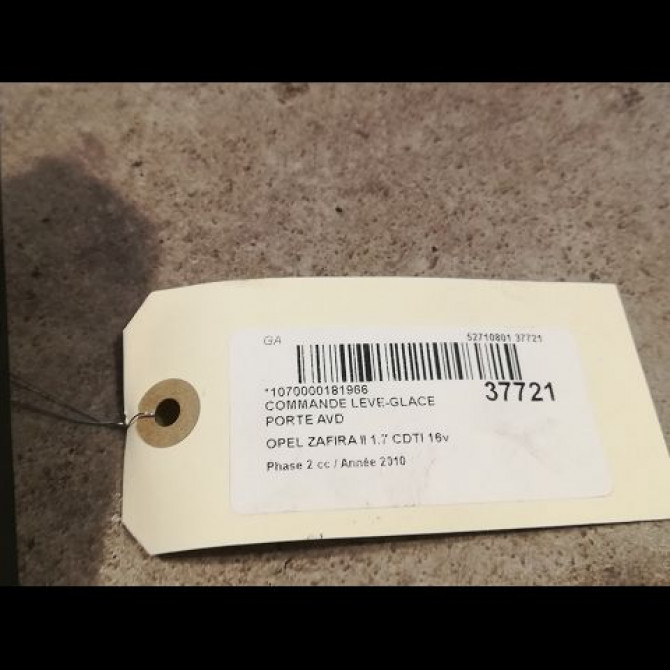 GA 52710801 37721
*1070000181966 37721
COMMANDE LEVE-GLACE
PORTE AVD
OPEL ZAFIRA II 1.7 CDTI 16v
Phase 2 cc / Année 2010